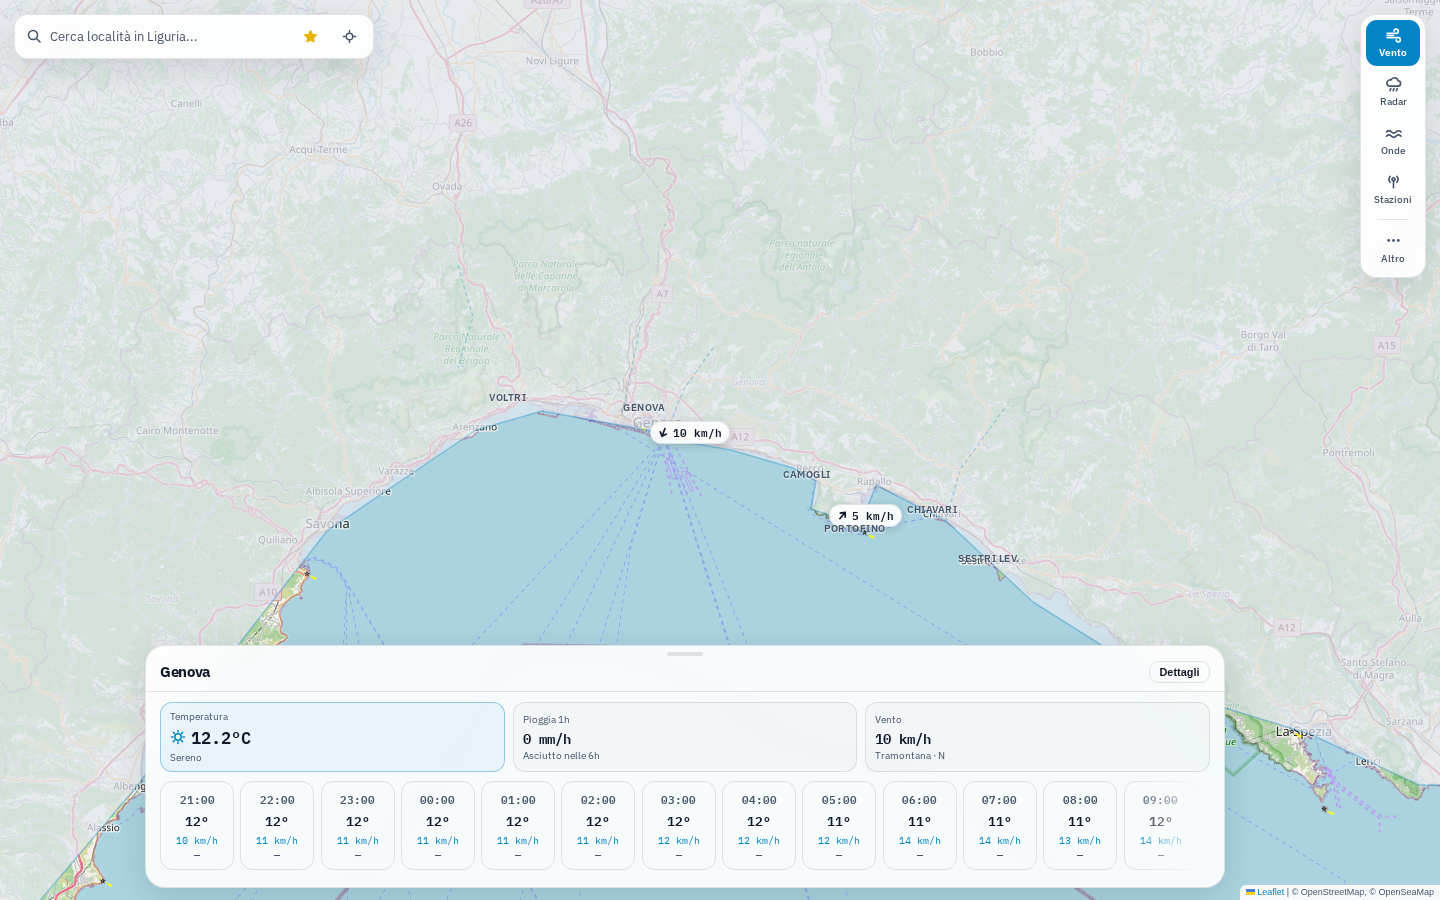 Cerca località in Liguria...
Vento
Radar
Onde
Stazioni
Altro
A26/A7
Salsomaggiore
Terme
Novi Ligure
Bobbio
Canelli
A26
Acqui Terme
Ovada
Parco Naturale
delle Capanne
di Marcarolo
Parco naturale
regionale
dell'Antola
A7
Parco Naturale
Regionale
del Beigua
Borgo Val
di Taro
A15
Genova
VOLTRI
GENOVA
Arenzano
10 km/h
A12
Cairo Montenotte
Pontremoli
Varazze
CAMOGLI
Recco
Rapallo
Albisola Superiore
5 km/h
CHIAVARI
PORTOFINO
Savona
Quiliano
SESTRI LEV.
A10
Savona
La Spezia
A12
Aulla
Santo Stefano
di Magra
Sarzana
La Spezia
Lerici
Alassio
Genova
Dettagli
Temperatura
12.2°C
Sereno
Pioggia 1h
0 mm/h
Asciutto nelle 6h
Vento
10 km/h
Tramontana · N
21:00 22:00 23:00 00:00 01:00 02:00 03:00 04:00 05:00 06:00 07:00 08:00 09:00
12° 12° 12° 12° 12° 12° 12° 12° 11° 11° 11° 11° 12°
10 km/h 11 km/h 11 km/h 11 km/h 11 km/h 11 km/h 12 km/h 12 km/h 12 km/h 14 km/h 14 km/h 13 km/h 14 km/h
– – – – – – – – – – – – –
Leaflet | © OpenStreetMap, © OpenSeaMap